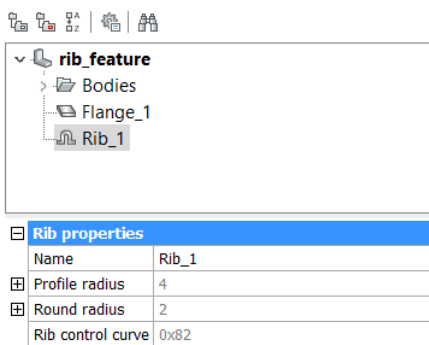 rib_feature
Bodies
Flange_1
Rib_1
Rib properties
Name Rib_1
Profile radius 4
Round radius 2
Rib control curve 0x82